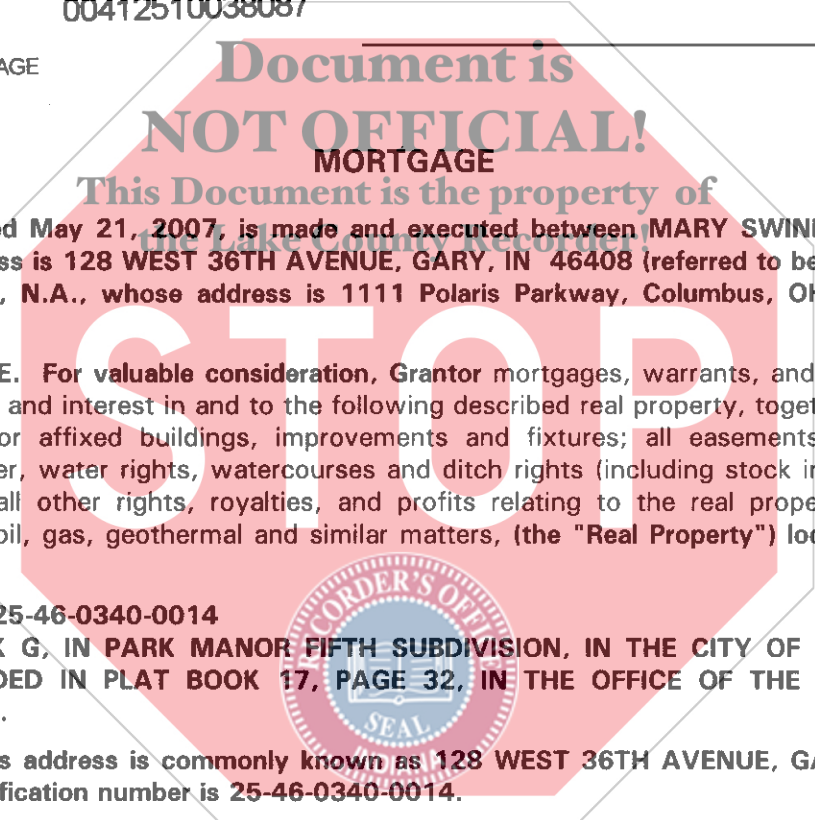 00412510038087
AGE
Document is
NOT OFFICIAL!
MORTGAGE
This Document is the property of
the Lake County Recorder!
d May 21, 2007, is made and executed between MARY SWIN
ss is 128 WEST 36TH AVENUE, GARY, IN 46408 (referred to be
, N.A., whose address is 1111 Polaris Parkway, Columbus, OH
STOP
E. For valuable consideration, Grantor mortgages, warrants, and
and interest in and to the following described real property, toget
or affixed buildings, improvements and fixtures; all easements
er, water rights, watercourses and ditch rights (including stock in
all other rights, royalties, and profits relating to the real prope
oil, gas, geothermal and similar matters, (the "Real Property") loc
25-46-0340-0014
K G, IN PARK MANOR FIFTH SUBDIVISION, IN THE CITY OF
DED IN PLAT BOOK 17, PAGE 32, IN THE OFFICE OF THE
.
RECORDER'S OFFICE
SEAL
INDIANA
s address is commonly known as 128 WEST 36TH AVENUE, GA
fication number is 25-46-0340-0014.